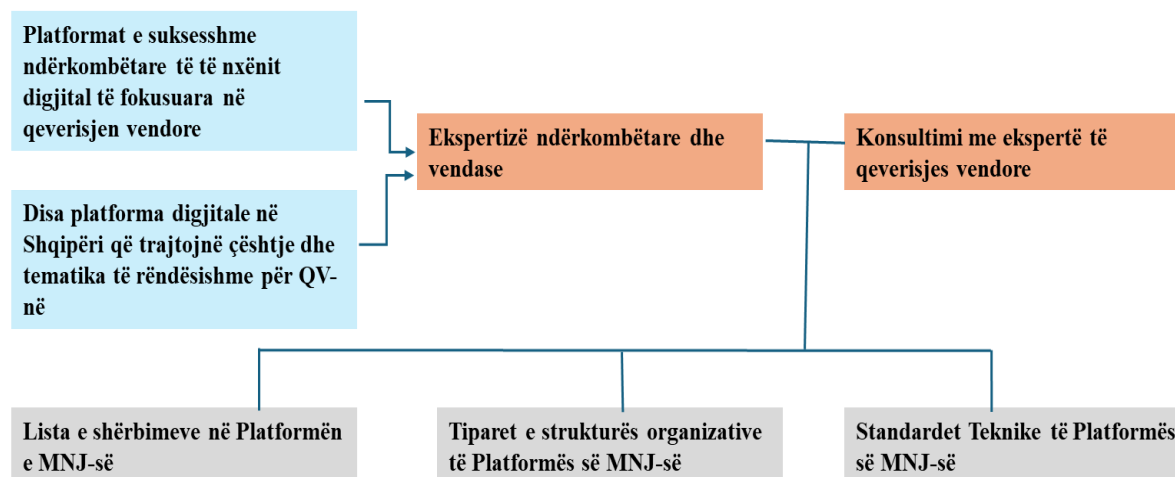 Platformat e suksesshme
ndërkombëtare të të nxënit
digjital të fokusuara në
qeverisjen vendore
Ekspertizë ndërkombëtare dhe
vendase
Konsultimi me ekspertë të
qeverisjes vendore
Disa platforma digjitale në
Shqipëri që trajtojnë çështje dhe
tematika të rëndësishme për QV-
në
Lista e shërbimeve në Platformën
e MNJ-së
Tiparet e strukturës organizative
të Platformës së MNJ-së
Standardet Teknike të Platformës
së MNJ-së